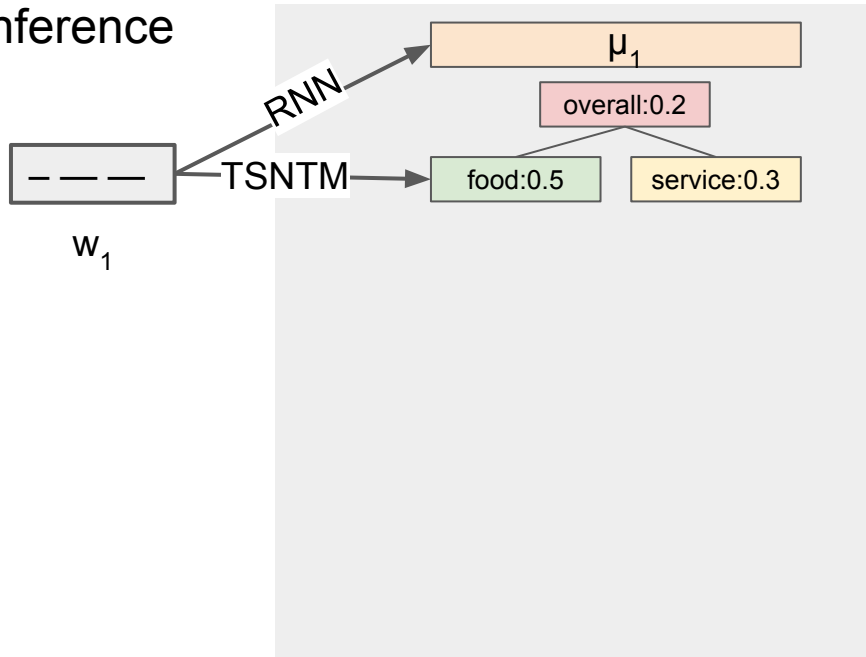 nference
μ1
RNN
overall:0.2
TSNTM
food:0.5
service:0.3
w1